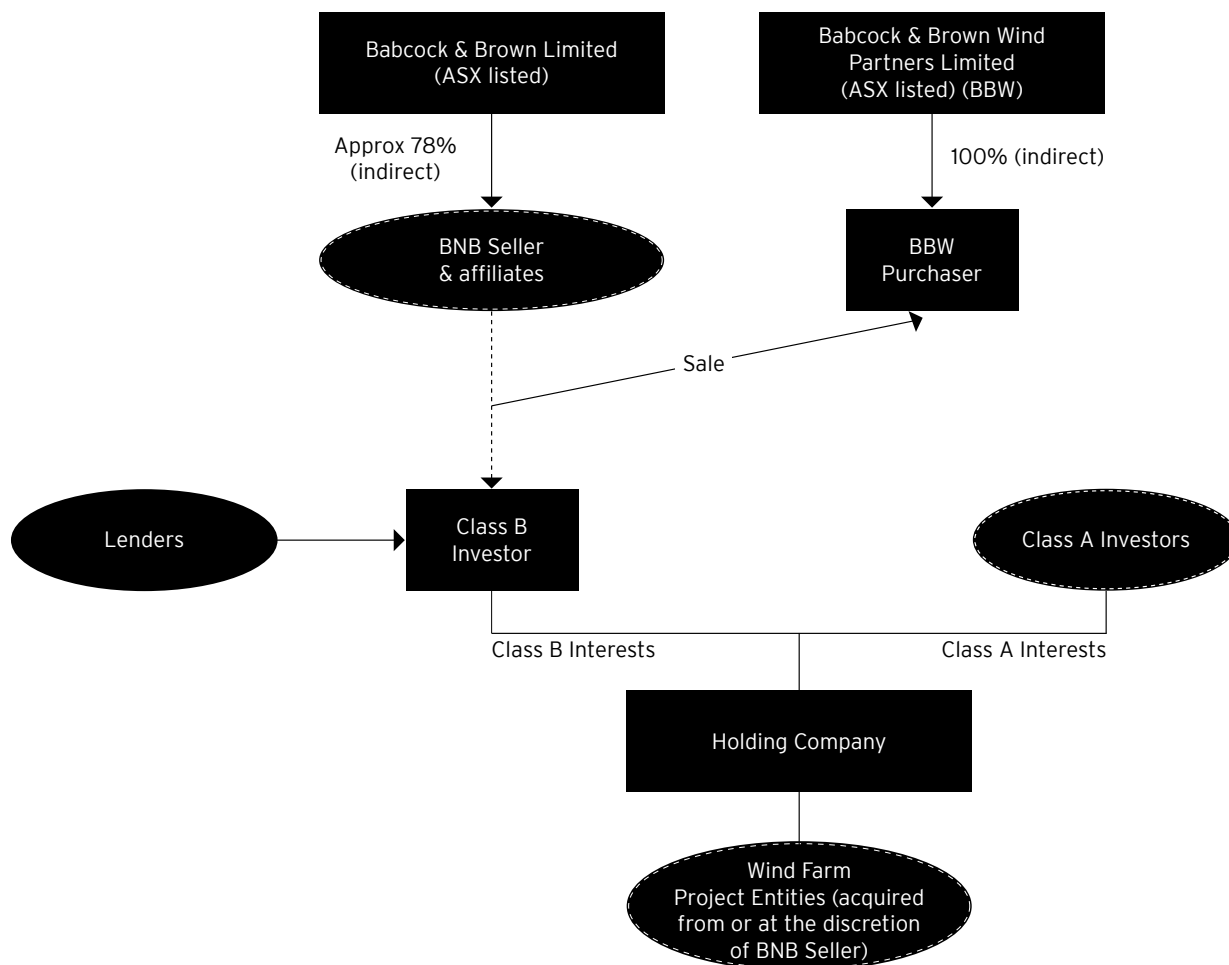 Babcock & Brown Limited
(ASX listed)
Babcock & Brown Wind
Partners Limited
(ASX listed) (BBW)
Approx 78%
(indirect)
100% (indirect)
BNB Seller
& affiliates
BBW
Purchaser
Sale
Lenders
Class B
Investor
Class A Investors
Class B Interests
Class A Interests
Holding Company
Wind Farm
Project Entities (acquired
from or at the discretion
of BNB Seller)